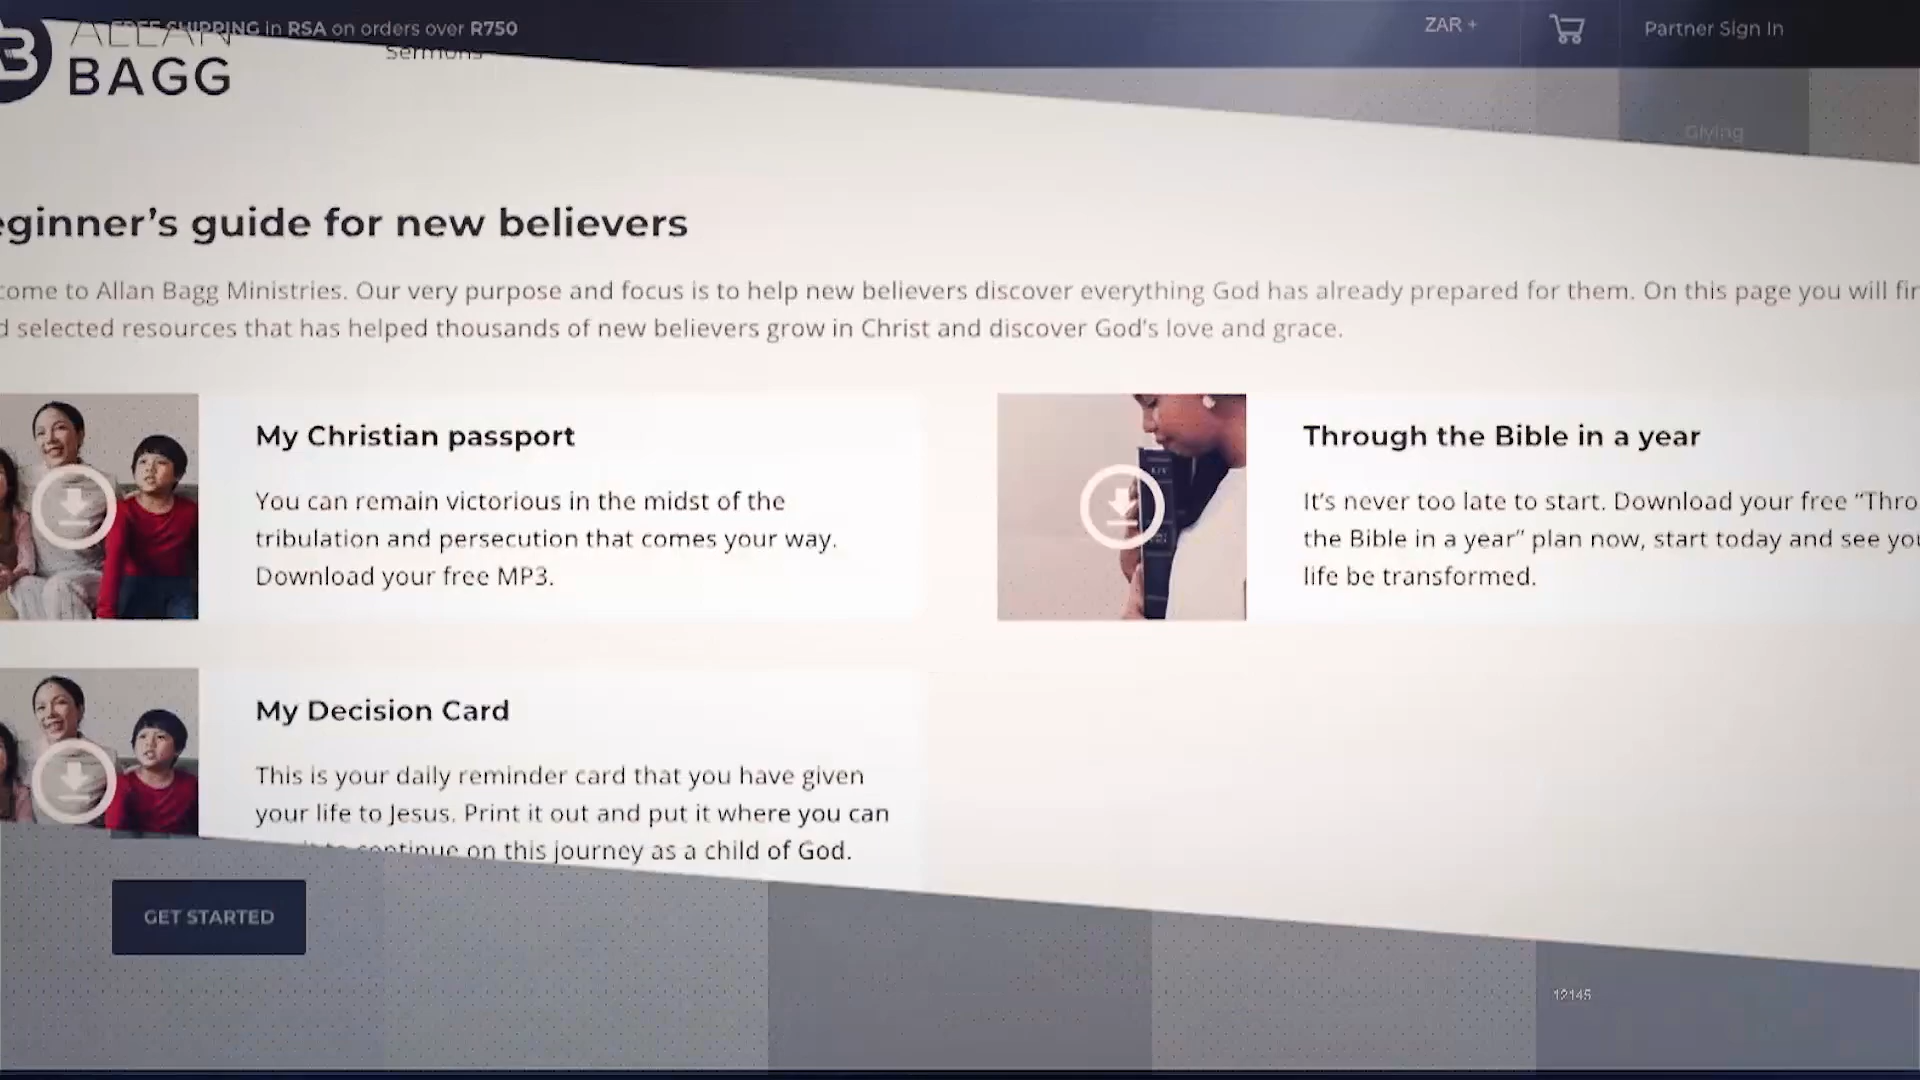 FREE SHIPPING in RSA on orders over R750
ZAR +
Partner Sign In
ALLAN
BAGG
Sermons
Giving
eginner’s guide for new believers
come to Allan Bagg Ministries. Our very purpose and focus is to help new believers discover everything God has already prepared for them. On this page you will fin
d selected resources that has helped thousands of new believers grow in Christ and discover God’s love and grace.
My Christian passport
You can remain victorious in the midst of the
tribulation and persecution that comes your way.
Download your free MP3.
Through the Bible in a year
It’s never too late to start. Download your free “Thro
the Bible in a year” plan now, start today and see you
life be transformed.
My Decision Card
This is your daily reminder card that you have given
your life to Jesus. Print it out and put it where you can
continue on this journey as a child of God.
GET STARTED
12145